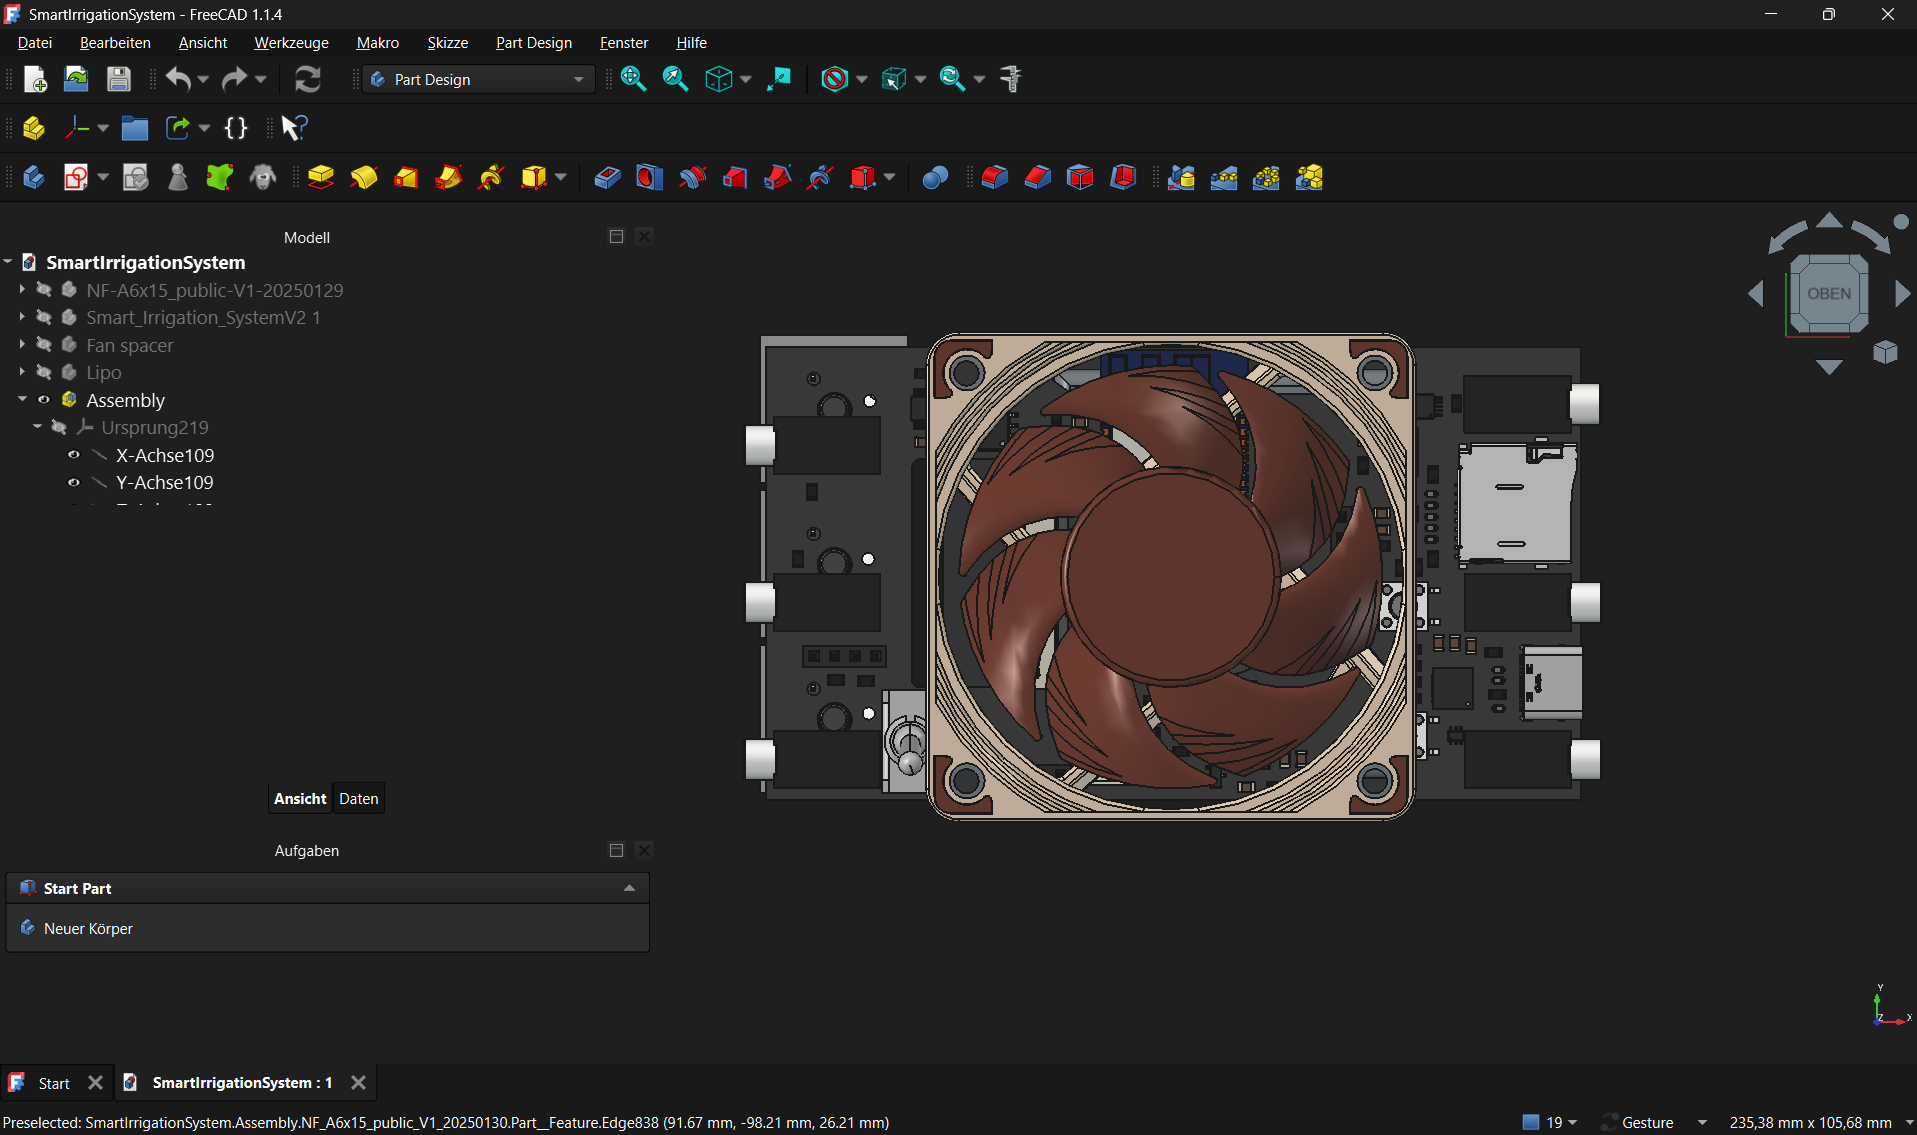 SmartIrrigationSystem - FreeCAD 1.1.4
Datei Bearbeiten Ansicht Werkzeuge Makro Skizze Part Design Fenster Hilfe
Part Design
Modell
SmartIrrigationSystem
NF-A6x15_public-V1-20250129
Smart_Irrigation_SystemV2 1
Fan spacer
Lipo
Assembly
Ursprung219
X-Achse109
Y-Achse109
OBEN
Ansicht Daten
Aufgaben
Start Part
Neuer Körper
Y
Z
X
Start
SmartIrrigationSystem : 1
Preselected: SmartIrrigationSystem.Assembly.NF_A6x15_public_V1_20250130.Part__Feature.Edge838 (91.67 mm, -98.21 mm, 26.21 mm)
19 Gesture 235,38 mm x 105,68 mm